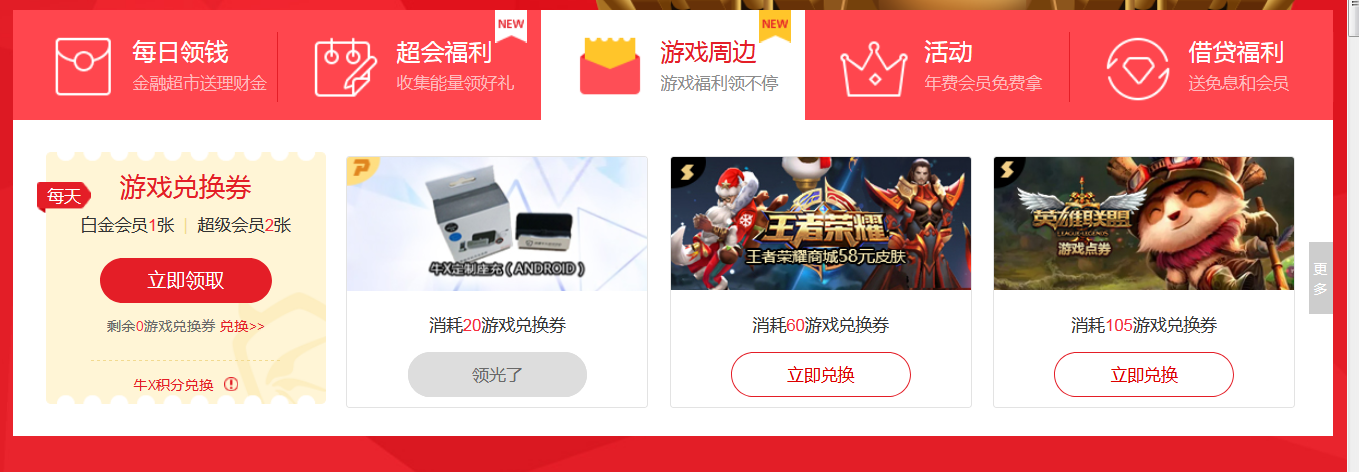 每日领钱
金融超市送理财金
NEW
超会福利
收集能量领好礼
NEW
游戏周边
游戏福利领不停
活动
年费会员免费拿
借贷福利
送免息和会员
每天
游戏兑换券
白金会员1张 | 超级会员2张
立即领取
剩余0游戏兑换券 兑换>>
牛X积分兑换
牛X定制座充(ANDROID)
消耗20游戏兑换券
领光了
王者荣耀
王者荣耀商城58元皮肤
消耗60游戏兑换券
立即兑换
英雄联盟
LEAGUE LEGENDS
游戏点券
消耗105游戏兑换券
立即兑换
更多